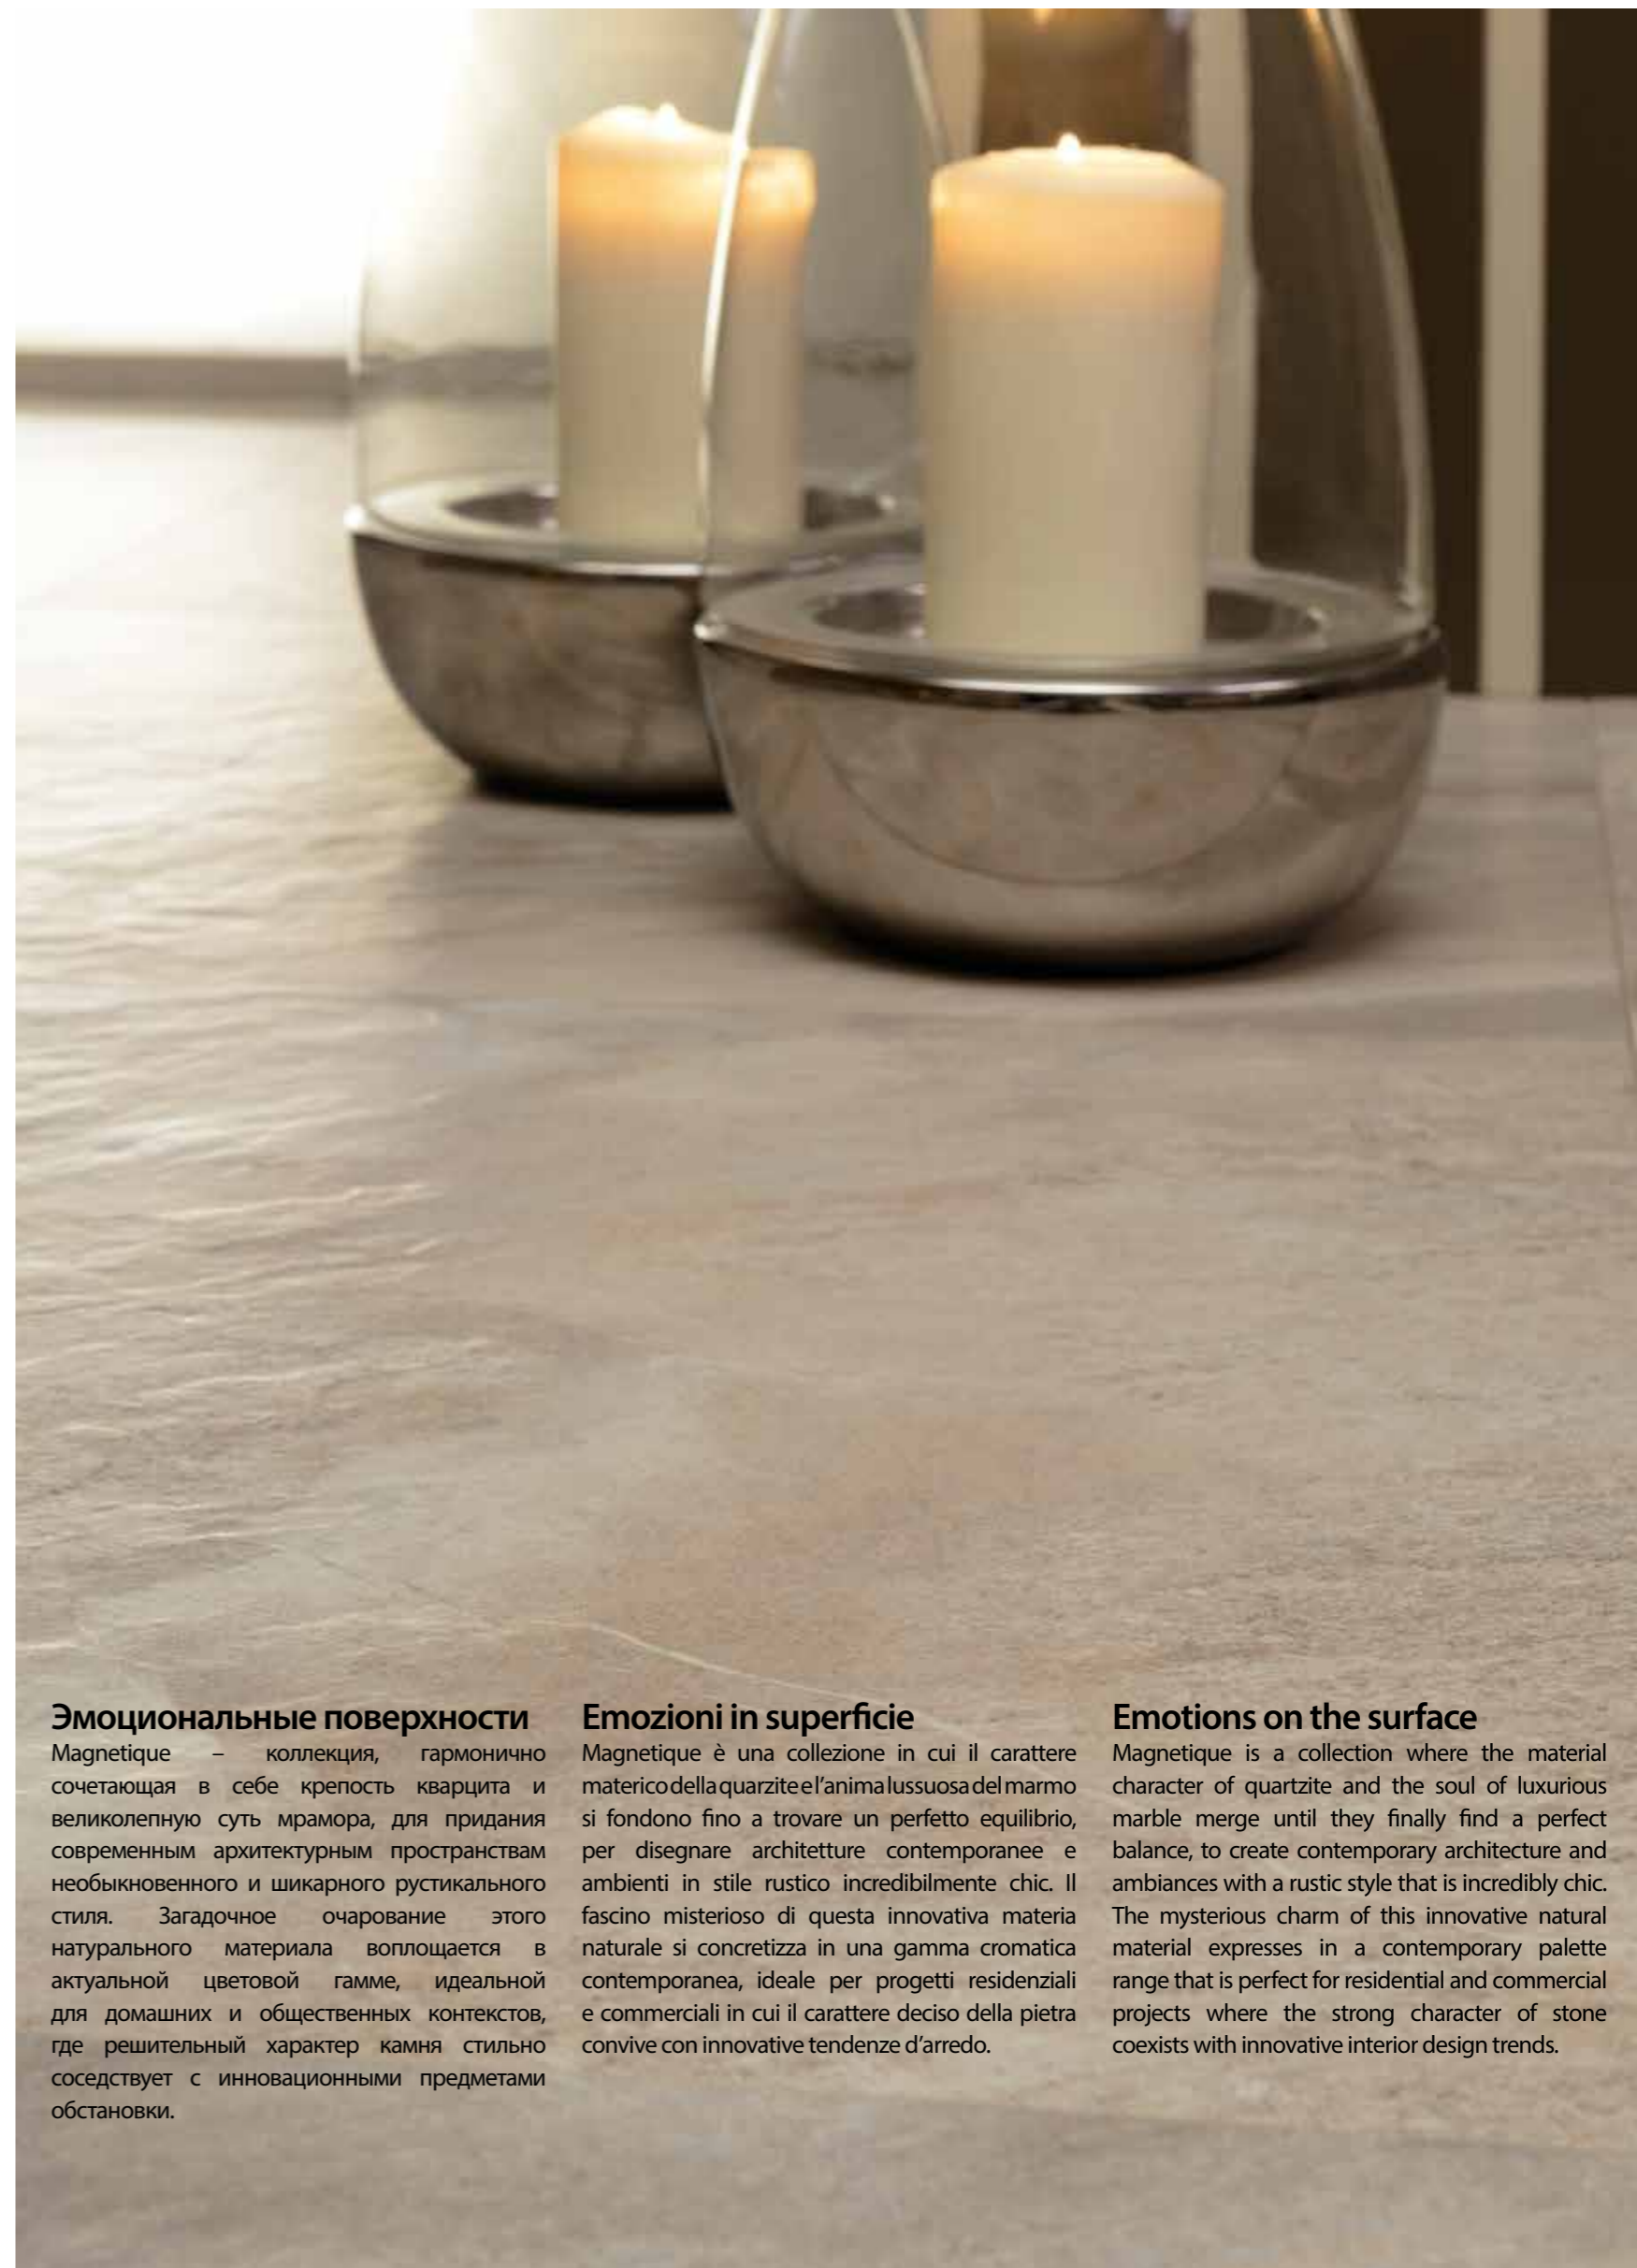 Эмоциональные поверхности
Magnetique – коллекция, гармонично
сочетающая в себе крепость кварцита и
великолепную суть мрамора, для придания
современным архитектурным пространствам
необыкновенного и шикарного рустикального
стиля. Загадочное очарование этого
натурального материала воплощается в
актуальной цветовой гамме, идеальной
для домашних и общественных контекстов,
где решительный характер камня стильно
соседствует с инновационными предметами
обстановки.
Emozioni in superficie
Magnetique è una collezione in cui il carattere
materico della quarzite e l’anima lussuosa del marmo
si fondono fino a trovare un perfetto equilibrio,
per disegnare architetture contemporanee e
ambienti in stile rustico incredibilmente chic. Il
fascino misterioso di questa innovativa materia
naturale si concretizza in una gamma cromatica
contemporanea, ideale per progetti residenziali
e commerciali in cui il carattere deciso della pietra
convive con innovative tendenze d’arredo.
Emotions on the surface
Magnetique is a collection where the material
character of quartzite and the soul of luxurious
marble merge until they finally find a perfect
balance, to create contemporary architecture and
ambiances with a rustic style that is incredibly chic.
The mysterious charm of this innovative natural
material expresses in a contemporary palette
range that is perfect for residential and commercial
projects where the strong character of stone
coexists with innovative interior design trends.